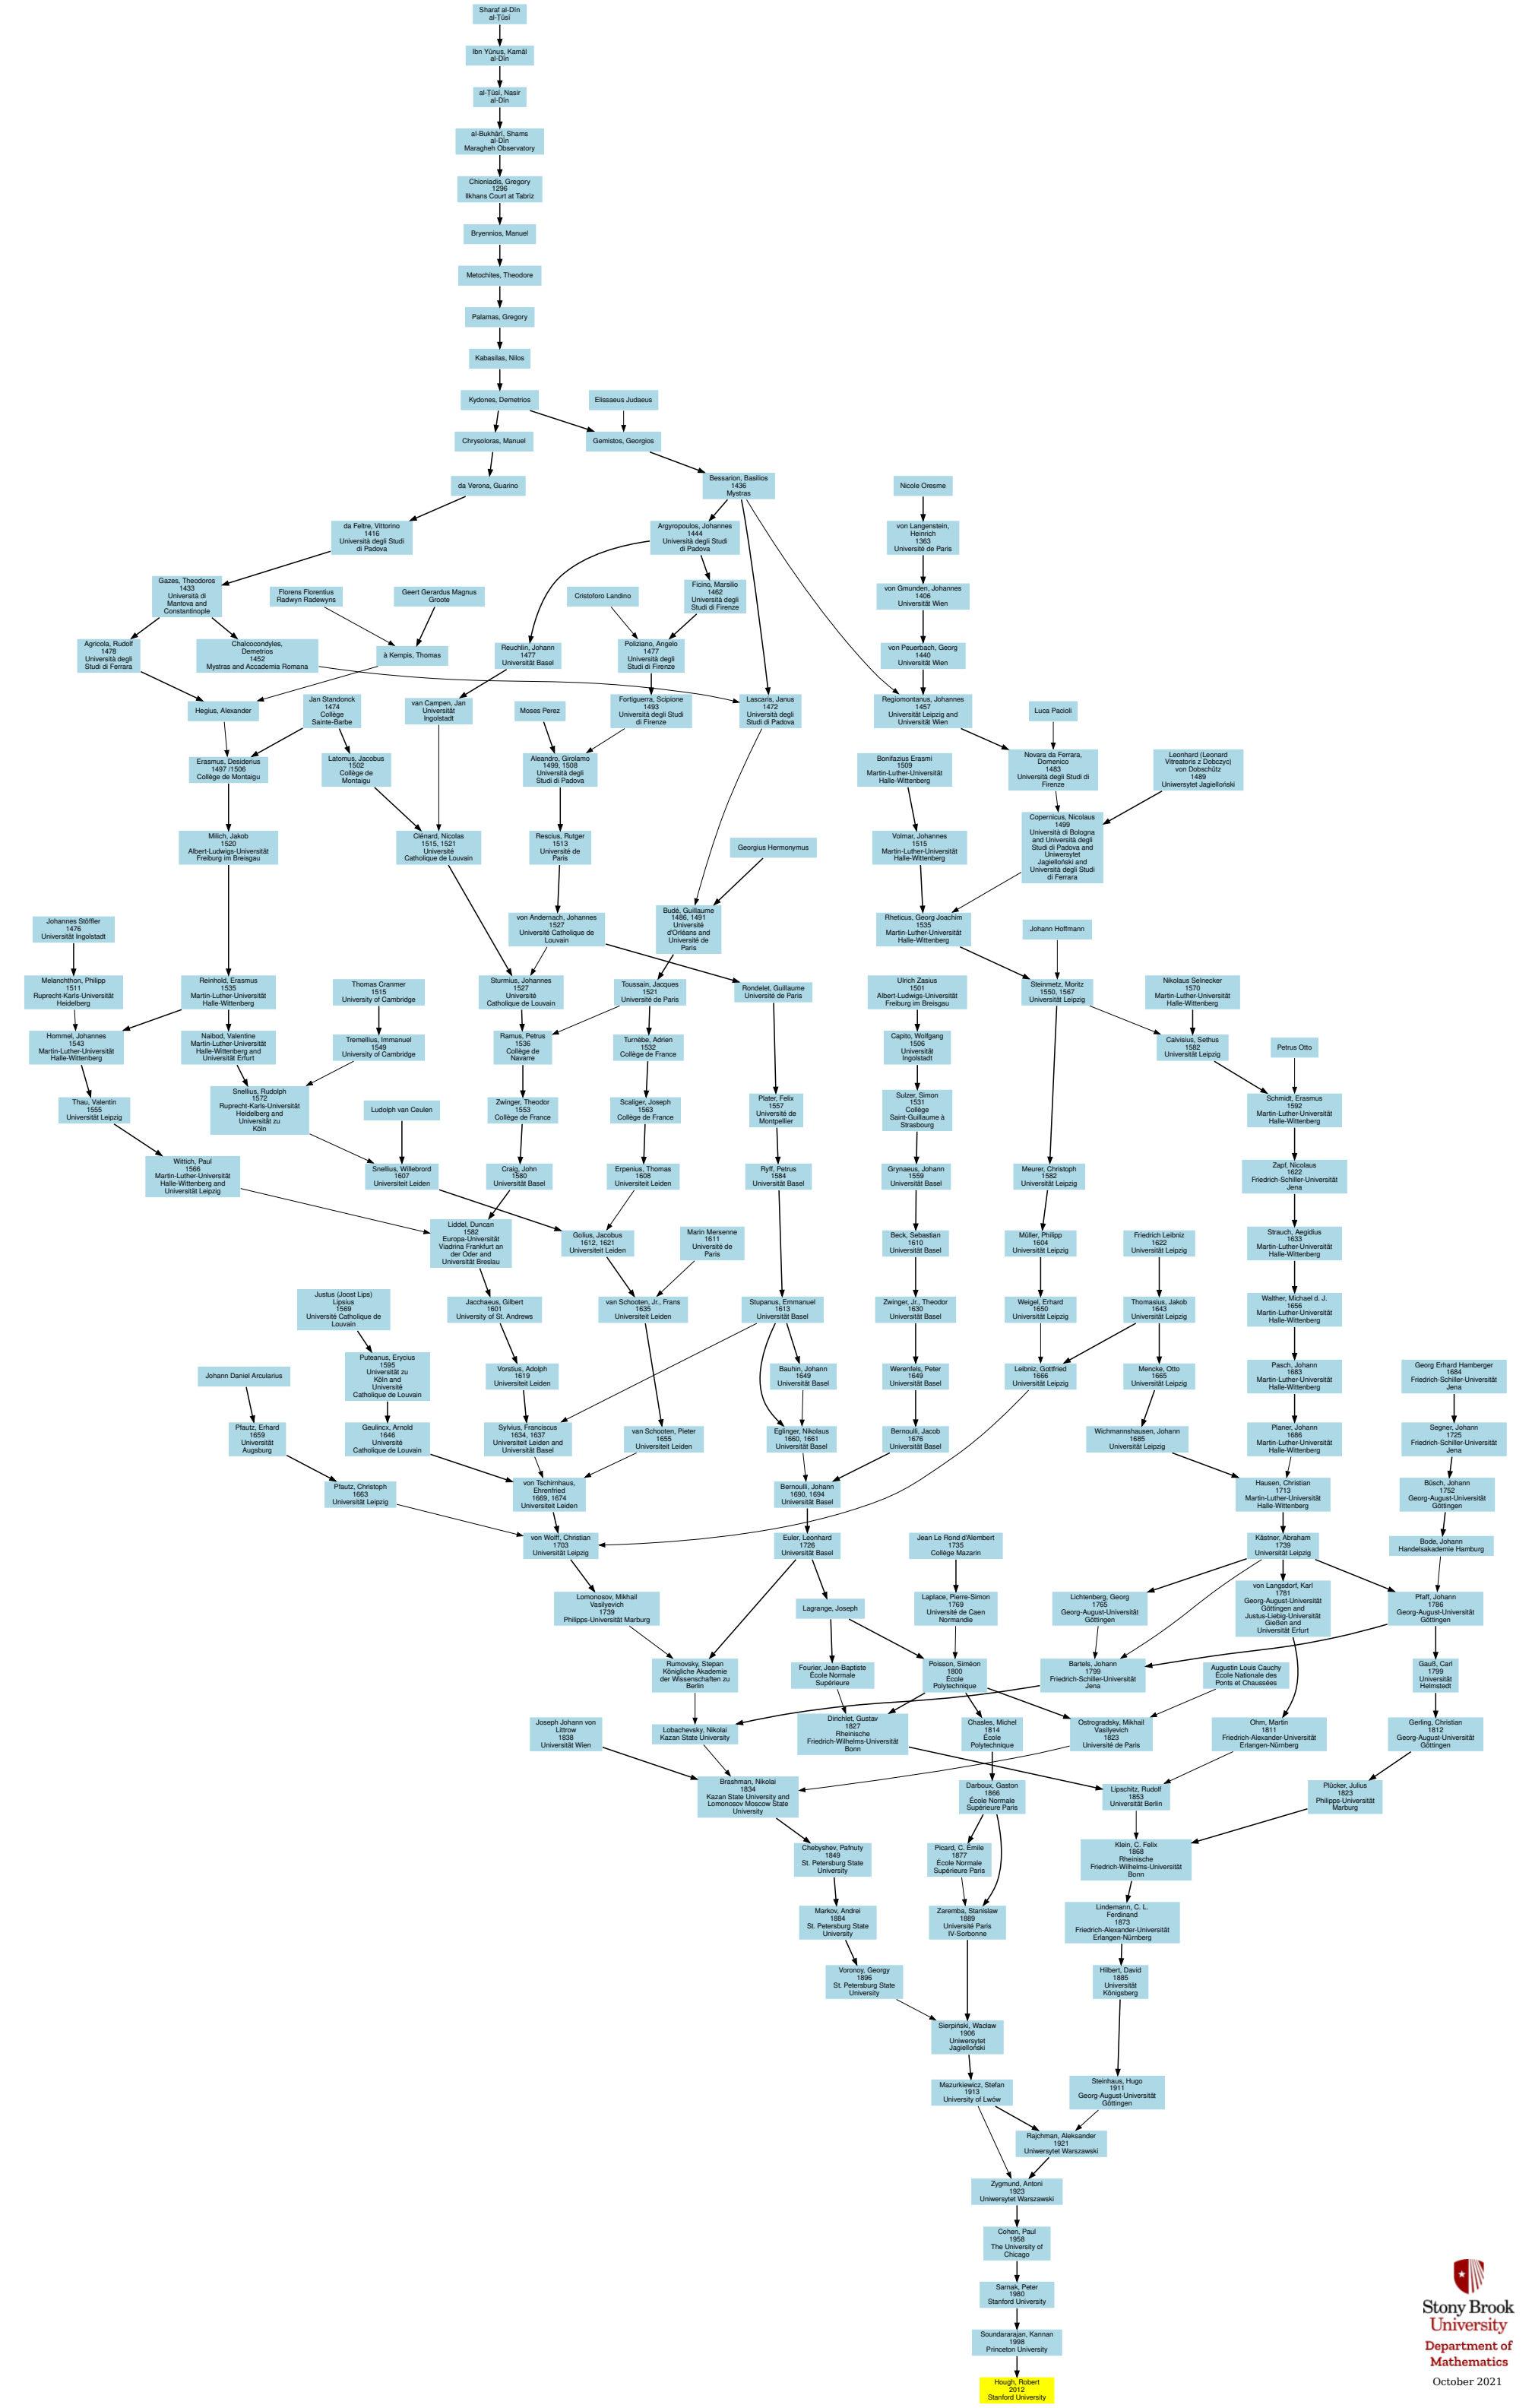 Sharaf al-Dīn
al-Ṭūsī
Ibn Yūnus, Kamāl
al-Dīn
al-Ṭūsī, Nasir
al-Dīn
al-Bukhārī, Shams
al-Dīn
Maragheh Observatory
Chioniadis, Gregory
1296
Ilkhans Court at Tabriz
Bryennios, Manuel
Metochites, Theodore
Palamas, Gregory
Kabasilas, Nilos
Kydones, Demetrios
Elissaeus Judaeus
Chrysoloras, Manuel
Gemistos, Georgios
da Verona, Guarino
Bessarion, Basilios
1436
Mystras
Nicole Oresme
da Feltre, Vittorino
1416
Università degli Studi
di Padova
Argyropoulos, Johannes
1444
Università degli Studi
di Padova
von Langenstein,
Heinrich
1363
Université de Paris
Gazes, Theodoros
1433
Università di
Mantova and
Constantinople
Florens Florentius
Radwyn Radewyns
Geert Gerardus Magnus
Groote
Cristoforo Landino
Ficino, Marsilio
1462
Università degli
Studi di Firenze
von Gmunden, Johannes
1406
Universität Wien
Agricola, Rudolf
1478
Università degli
Studi di Ferrara
Chalcocondyles,
Demetrios
1452
Mystras and Accademia Romana
à Kempis, Thomas
Reuchlin, Johann
1477
Universität Basel
Poliziano, Angelo
1477
Università degli
Studi di Firenze
von Peuerbach, Georg
1440
Universität Wien
Hegius, Alexander
Jan Standonck
1474
Collège
Sainte-Barbe
van Campen, Jan
Universität
Ingolstadt
Moses Perez
Fortiguerra, Scipione
1493
Università degli Studi
di Firenze
Lascaris, Janus
1472
Università degli
Studi di Padova
Regiomontanus, Johannes
1457
Universität Leipzig and
Universität Wien
Luca Pacioli
Erasmus, Desiderius
1497 /1506
Collège de Montaigu
Latomus, Jacobus
1502
Collège de
Montaigu
Aleandro, Girolamo
1499, 1508
Università degli
Studi di Padova
Bonifazius Erasmi
1509
Martin-Luther-Universität
Halle-Wittenberg
Novara da Ferrara,
Domenico
1483
Università degli Studi di
Firenze
Leonhard (Leonard
Vitreatoris z Dobczyc)
von Dobschütz
1489
Uniwersytet Jagielloński
Milich, Jakob
1520
Albert-Ludwigs-Universität
Freiburg im Breisgau
Clénard, Nicolas
1515, 1521
Université
Catholique de Louvain
Rescius, Rutger
1513
Université de
Paris
Georgius Hermonymus
Volmar, Johannes
1515
Martin-Luther-Universität
Halle-Wittenberg
Copernicus, Nicolaus
1499
Università di Bologna
and Università degli
Studi di Padova and
Uniwersytet
Jagielloński and
Università degli Studi
di Ferrara
Johannes Stöffler
1476
Universität Ingolstadt
von Andernach, Johannes
1527
Université Catholique de
Louvain
Budé, Guillaume
1486, 1491
Université
d'Orléans and
Université de
Paris
Rheticus, Georg Joachim
1535
Martin-Luther-Universität
Halle-Wittenberg
Johann Hoffmann
Melanchthon, Philipp
1511
Ruprecht-Karls-Universität
Heidelberg
Reinhold, Erasmus
1535
Martin-Luther-Universität
Halle-Wittenberg
Thomas Cranmer
1515
University of Cambridge
Sturmius, Johannes
1527
Université
Catholique de Louvain
Toussain, Jacques
1521
Université de Paris
Rondelet, Guillaume
Université de Paris
Ulrich Zasius
1501
Albert-Ludwigs-Universität
Freiburg im Breisgau
Steinmetz, Moritz
1550, 1567
Universität Leipzig
Nikolaus Selnecker
1570
Martin-Luther-Universität
Halle-Wittenberg
Hommel, Johannes
1543
Martin-Luther-Universität
Halle-Wittenberg
Naibod, Valentine
Martin-Luther-Universität
Halle-Wittenberg and
Universität Erfurt
Tremellius, Immanuel
1549
University of Cambridge
Ramus, Petrus
1536
Collège de
Navarre
Turnèbe, Adrien
1532
Collège de France
Capito, Wolfgang
1506
Universität
Ingolstadt
Calvisius, Sethus
1582
Universität Leipzig
Petrus Otto
Thau, Valentin
1555
Universität Leipzig
Snellius, Rudolph
1572
Ruprecht-Karls-Universität
Heidelberg and
Universität zu
Köln
Ludolph van Ceulen
Zwinger, Theodor
1553
Collège de France
Scaliger, Joseph
1563
Collège de France
Plater, Felix
1557
Université de
Montpellier
Sulzer, Simon
1531
Collège
Saint-Guillaume à
Strasbourg
Schmidt, Erasmus
1592
Martin-Luther-Universität
Halle-Wittenberg
Wittich, Paul
1566
Martin-Luther-Universität
Halle-Wittenberg and
Universität Leipzig
Snellius, Willebrord
1607
Universiteit Leiden
Craig, John
1580
Universität Basel
Erpenius, Thomas
1608
Universiteit Leiden
Ryff, Petrus
1584
Universität Basel
Grynaeus, Johann
1559
Universität Basel
Meurer, Christoph
1582
Universität Leipzig
Zapf, Nicolaus
1622
Friedrich-Schiller-Universität
Jena
Liddel, Duncan
1582
Europa-Universität
Viadrina Frankfurt an
der Oder and
Universität Breslau
Golius, Jacobus
1612, 1621
Universiteit Leiden
Marin Mersenne
1611
Université de
Paris
Beck, Sebastian
1610
Universität Basel
Müller, Philipp
1604
Universität Leipzig
Friedrich Leibniz
1622
Universität Leipzig
Strauch, Aegidius
1633
Martin-Luther-Universität
Halle-Wittenberg
Justus (Joost Lips)
Lipsius
1569
Université Catholique de
Louvain
Jacchaeus, Gilbert
1601
University of St. Andrews
van Schooten, Jr., Frans
1635
Universiteit Leiden
Stupanus, Emmanuel
1613
Universität Basel
Zwinger, Jr., Theodor
1630
Universität Basel
Weigel, Erhard
1650
Universität Leipzig
Thomasius, Jakob
1643
Universität Leipzig
Walther, Michael d. J.
1656
Martin-Luther-Universität
Halle-Wittenberg
Johann Daniel Arcularius
Puteanus, Erycius
1595
Universität zu
Köln and
Université
Catholique de Louvain
Vorstius, Adolph
1619
Universiteit Leiden
Bauhin, Johann
1649
Universität Basel
Werenfels, Peter
1649
Universität Basel
Leibniz, Gottfried
1666
Universität Leipzig
Mencke, Otto
1665
Universität Leipzig
Pasch, Johann
1683
Martin-Luther-Universität
Halle-Wittenberg
Georg Erhard Hamberger
1684
Friedrich-Schiller-Universität
Jena
Pfautz, Erhard
1659
Universität
Augsburg
Geulincx, Arnold
1646
Université
Catholique de Louvain
Sylvius, Franciscus
1634, 1637
Universiteit Leiden and
Universität Basel
van Schooten, Pieter
1655
Universiteit Leiden
Eglinger, Nikolaus
1660, 1661
Universität Basel
Bernoulli, Jacob
1676
Universität Basel
Wichmannshausen, Johann
1685
Universität Leipzig
Planer, Johann
1686
Martin-Luther-Universität
Halle-Wittenberg
Segner, Johann
1725
Friedrich-Schiller-Universität
Jena
Pfautz, Christoph
1663
Universität Leipzig
von Tschirnhaus,
Ehrenfried
1669, 1674
Universiteit Leiden
Bernoulli, Johann
1690, 1694
Universität Basel
Hausen, Christian
1713
Martin-Luther-Universität
Halle-Wittenberg
Büsch, Johann
1752
Georg-August-Universität
Göttingen
von Wolff, Christian
1703
Universität Leipzig
Euler, Leonhard
1726
Universität Basel
Jean Le Rond d'Alembert
1735
Collège Mazarin
Kästner, Abraham
1739
Universität Leipzig
Bode, Johann
Handelsakademie Hamburg
Lomonosov, Mikhail
Vasilyevich
1739
Philipps-Universität Marburg
Lagrange, Joseph
Laplace, Pierre-Simon
1769
Université de Caen
Normandie
Lichtenberg, Georg
1765
Georg-August-Universität
Göttingen
von Langsdorf, Karl
1781
Georg-August-Universität
Göttingen and
Justus-Liebig-Universität
Gießen and
Universität Erfurt
Pfaff, Johann
1786
Georg-August-Universität
Göttingen
Rumovsky, Stepan
Königliche Akademie
der Wissenschaften zu
Berlin
Fourier, Jean-Baptiste
École Normale
Supérieure
Poisson, Siméon
1800
École
Polytechnique
Bartels, Johann
1799
Friedrich-Schiller-Universität
Jena
Augustin Louis Cauchy
École Nationale des
Ponts et Chaussées
Gauß, Carl
1799
Universität
Helmstedt
Joseph Johann von
Littrow
1838
Universität Wien
Lobachevsky, Nikolai
Kazan State University
Dirichlet, Gustav
1827
Rheinische
Friedrich-Wilhelms-Universität
Bonn
Chasles, Michel
1814
École
Polytechnique
Ostrogradsky, Mikhail
Vasilyevich
1823
Université de Paris
Ohm, Martin
1811
Friedrich-Alexander-Universität
Erlangen-Nürnberg
Gerling, Christian
1812
Georg-August-Universität
Göttingen
Brashman, Nikolai
1834
Kazan State University and
Lomonosov Moscow State
University
Darboux, Gaston
1866
École Normale
Supérieure Paris
Lipschitz, Rudolf
1853
Universität Berlin
Plücker, Julius
1823
Philipps-Universität
Marburg
Chebyshev, Pafnuty
1849
St. Petersburg State
University
Picard, C. Emile
1877
École Normale
Supérieure Paris
Klein, C. Felix
1868
Rheinische
Friedrich-Wilhelms-Universität
Bonn
Markov, Andrei
1884
St. Petersburg State
University
Zaremba, Stanislaw
1889
Université Paris
IV-Sorbonne
Lindemann, C. L.
Ferdinand
1873
Friedrich-Alexander-Universität
Erlangen-Nürnberg
Voronoy, Georgy
1896
St. Petersburg State
University
Hilbert, David
1885
Universität
Königsberg
Sierpiński, Wacław
1906
Uniwersytet
Jagielloński
Mazurkiewicz, Stefan
1913
University of Lwów
Steinhaus, Hugo
1911
Georg-August-Universität
Göttingen
Rajchman, Aleksander
1921
Uniwersytet Warszawski
Zygmund, Antoni
1923
Uniwersytet Warszawski
Cohen, Paul
1958
The University of
Chicago
Sarnak, Peter
1980
Stanford University
Soundararajan, Kannan
1998
Princeton University
Hough, Robert
2012
Stanford University
Stony Brook
University
Department of
Mathematics
October 2021